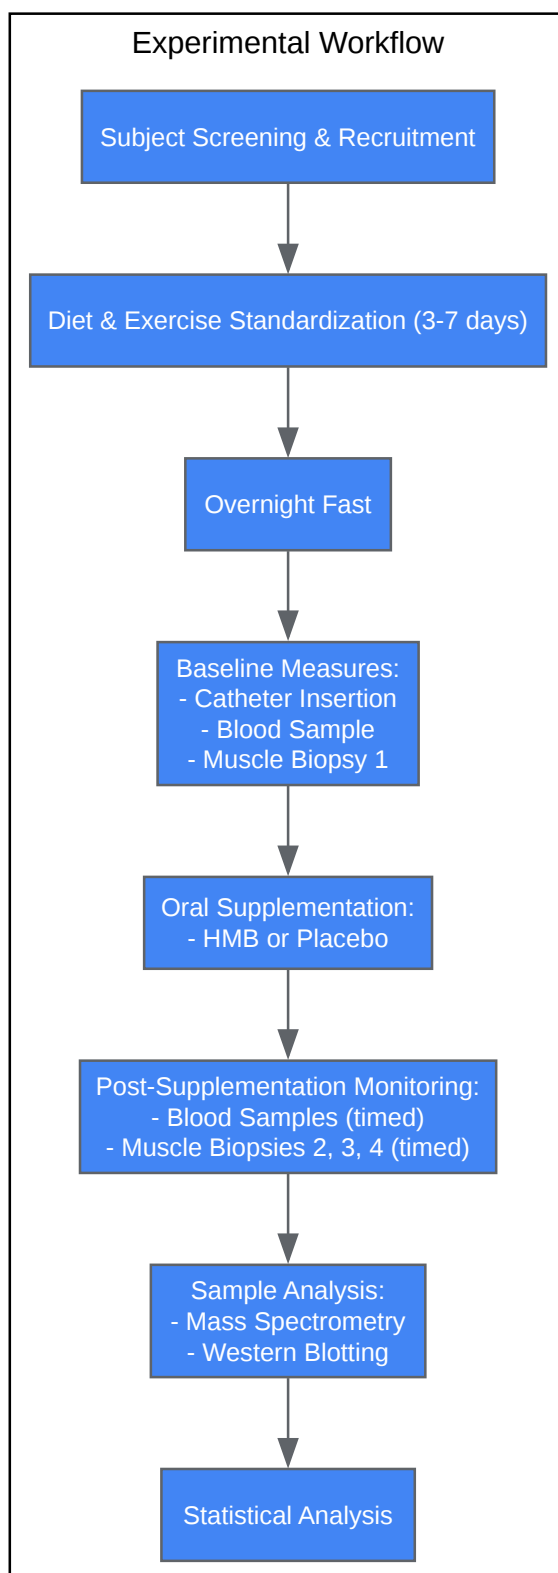 Experimental Workflow
Subject Screening & Recruitment
Diet & Exercise Standardization (3-7 days)
Overnight Fast
Baseline Measures:
- Catheter Insertion
- Blood Sample
- Muscle Biopsy 1
Oral Supplementation:
- HMB or Placebo
Post-Supplementation Monitoring:
- Blood Samples (timed)
- Muscle Biopsies 2, 3, 4 (timed)
Sample Analysis:
- Mass Spectrometry
- Western Blotting
Statistical Analysis